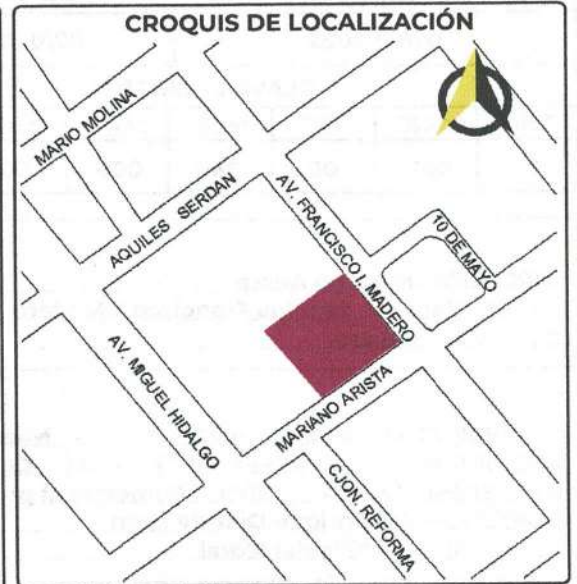 CROQUIS DE LOCALIZACIÓN
MARIO MOLINA
AQUILES SERDAN
AV. FRANCISCO I. MADERO
10 DE MAYO
AV. MIGUEL HIDALGO
MARIANO ARISTA
CJON. REFORMA